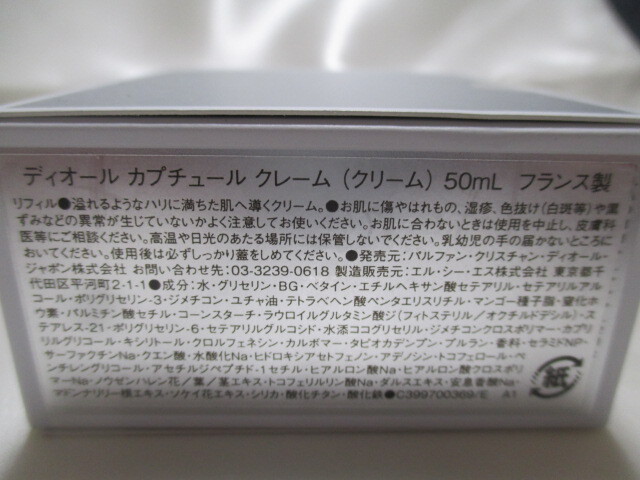 ディオール カプチュール クレーム (クリーム) 50mL フランス製
リフィル●溢れるようなハリに満ちた肌へ導くクリーム。●お肌に傷やはれもの、湿疹、色抜け(白斑等)や黒
ずみなどの異常が生じていないかよく注意してお使いください。お肌に合わないときは使用を中止し、皮膚科
医等にご相談ください。高温や日光のあたる場所には保管しないでください。乳幼児の手の届かないところに
おいてください。使用後は必ずしっかり蓋をしめてください。●発売元:パルファン・クリスチャン・ディオール・
ジャポン株式会社 お問い合わせ先:03-3239-0618 製造販売元:エル・シー・エス株式会社 東京都千
代田区平河町2-1-1●成分:水・グリセリン・BG・ベタイン・エチルヘキサン酸セテアリル・セテアリルアル
コール・ポリグリセリン-3・ジメチコン・ユチャ油・テトラベヘン酸ペンタエリスリチル・マンゴー種子脂・窒化ホ
ウ素・パルミチン酸セチル・コーンスターチ・ラウロイルグルタミン酸ジ(フィトステリル/オクチルドデシル)・ス
テアレス-21・ポリグリセリン-6・セテアリルグルコシド・水添ココグリセリル・ジメチコンクロスポリマー・カプリ
リルグリコール・キシリトール・クロルフェネシン・カルボマー・タピオカデンプン・プルラン・香料・セラミドNP・
サーファクチンNa・クエン酸・水酸化Na・ヒドロキシアセトフェノン・アデノシン・トコフェロール・ペ
ンチレングリコール・アセチルジペプチド-1セチル・ヒアルロン酸Na・ヒアルロン酸クロスポリ
マーNa・ノウゼンハレン花/葉/茎エキス・トコフェリルリン酸Na・ダルスエキス・安息香酸Na・
マドンナリリー根エキス・ソケイ花エキス・シリカ・酸化チタン・酸化鉄●C399700369/E A1
紙